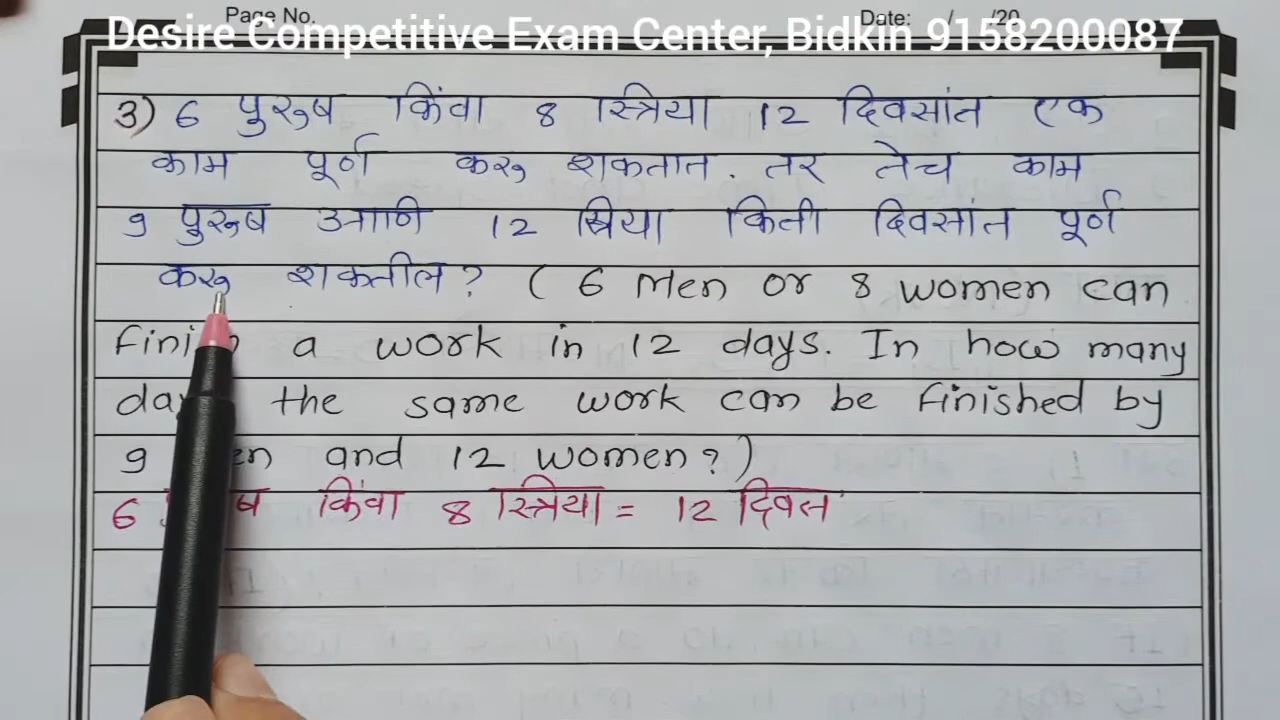 Page No. Date: / /20
Desire Competitive Exam Center, Bidkin 9158200087
3) 6 पुरुष किंवा 8 स्त्रिया 12 दिवसांत एक
काम पूर्ण करु शकतात. तर तेच काम
9 पुरुष आणि 12 स्त्रिया किती दिवसांत पूर्ण
करु शकतील? ( 6 Men or 8 women can
a work in 12 days. In how many
the same work can be finished by
9 and 12 women?)
6 किंवा 8 स्त्रिया = 12 दिवस